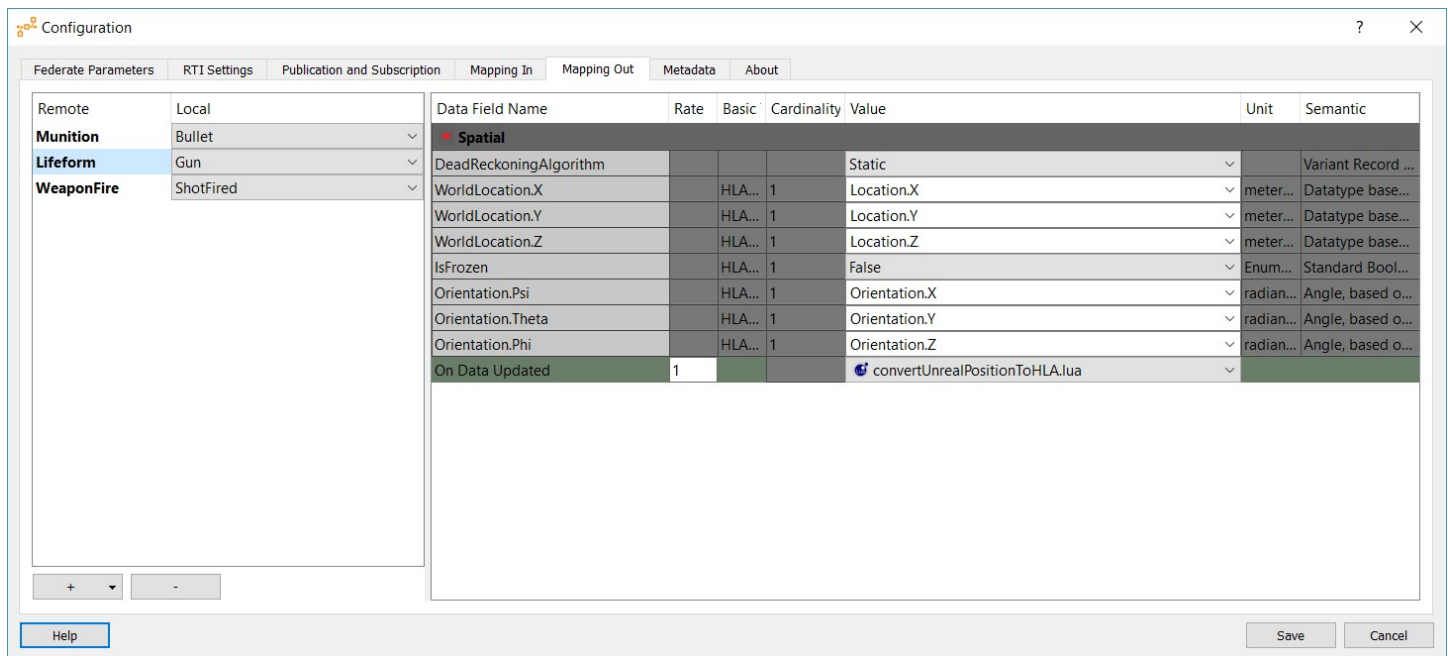 Configuration ? ×
Federate Parameters RTI Settings Publication and Subscription Mapping In Mapping Out Metadata About
Remote Local
Munition Bullet
Lifeform Gun
WeaponFire ShotFired
+ -
Data Field Name Rate Basic Cardinality Value Unit Semantic
Spatial
DeadReckoningAlgorithm Static Variant Record ...
WorldLocation.X HLA... 1 Location.X meter... Datatype base...
WorldLocation.Y HLA... 1 Location.Y meter... Datatype base...
WorldLocation.Z HLA... 1 Location.Z meter... Datatype base...
IsFrozen HLA... 1 False Enum... Standard Bool...
Orientation.Psi HLA... 1 Orientation.X radian... Angle, based o...
Orientation.Theta HLA... 1 Orientation.Y radian... Angle, based o...
Orientation.Phi HLA... 1 Orientation.Z radian... Angle, based o...
On Data Updated 1 convertUnrealPositionToHLA.lua
Help Save Cancel